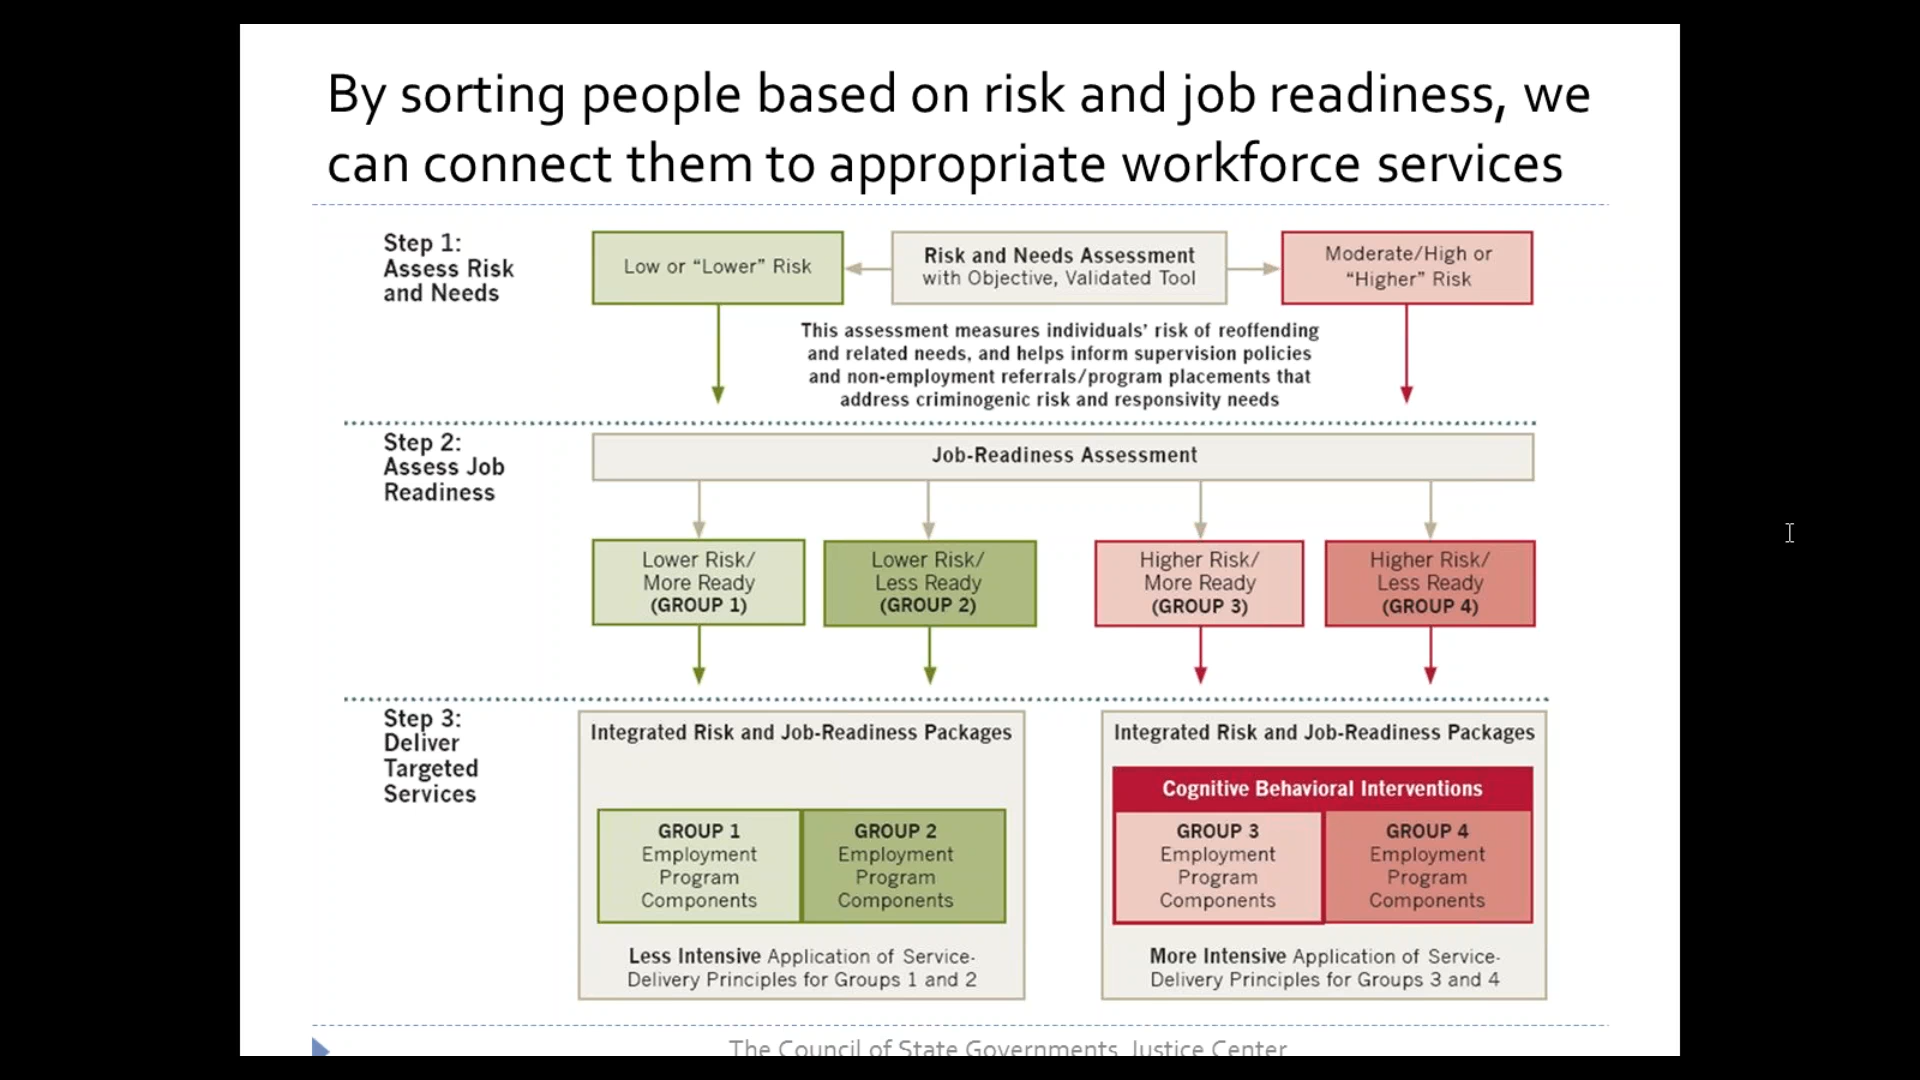 By sorting people based on risk and job readiness, we
can connect them to appropriate workforce services
Step 1:
Assess Risk
and Needs
Low or “Lower” Risk
Risk and Needs Assessment
with Objective, Validated Tool
Moderate/High or
“Higher” Risk
This assessment measures individuals’ risk of reoffending
and related needs, and helps inform supervision policies
and non-employment referrals/program placements that
address criminogenic risk and responsivity needs
Step 2:
Assess Job
Readiness
Job-Readiness Assessment
Lower Risk/
More Ready
(GROUP 1)
Lower Risk/
Less Ready
(GROUP 2)
Higher Risk/
More Ready
(GROUP 3)
Higher Risk/
Less Ready
(GROUP 4)
Step 3:
Deliver
Targeted
Services
Integrated Risk and Job-Readiness Packages
GROUP 1
Employment
Program
Components
GROUP 2
Employment
Program
Components
Less Intensive Application of Service-
Delivery Principles for Groups 1 and 2
Integrated Risk and Job-Readiness Packages
Cognitive Behavioral Interventions
GROUP 3
Employment
Program
Components
GROUP 4
Employment
Program
Components
More Intensive Application of Service-
Delivery Principles for Groups 3 and 4
The Council of State Governments Justice Center